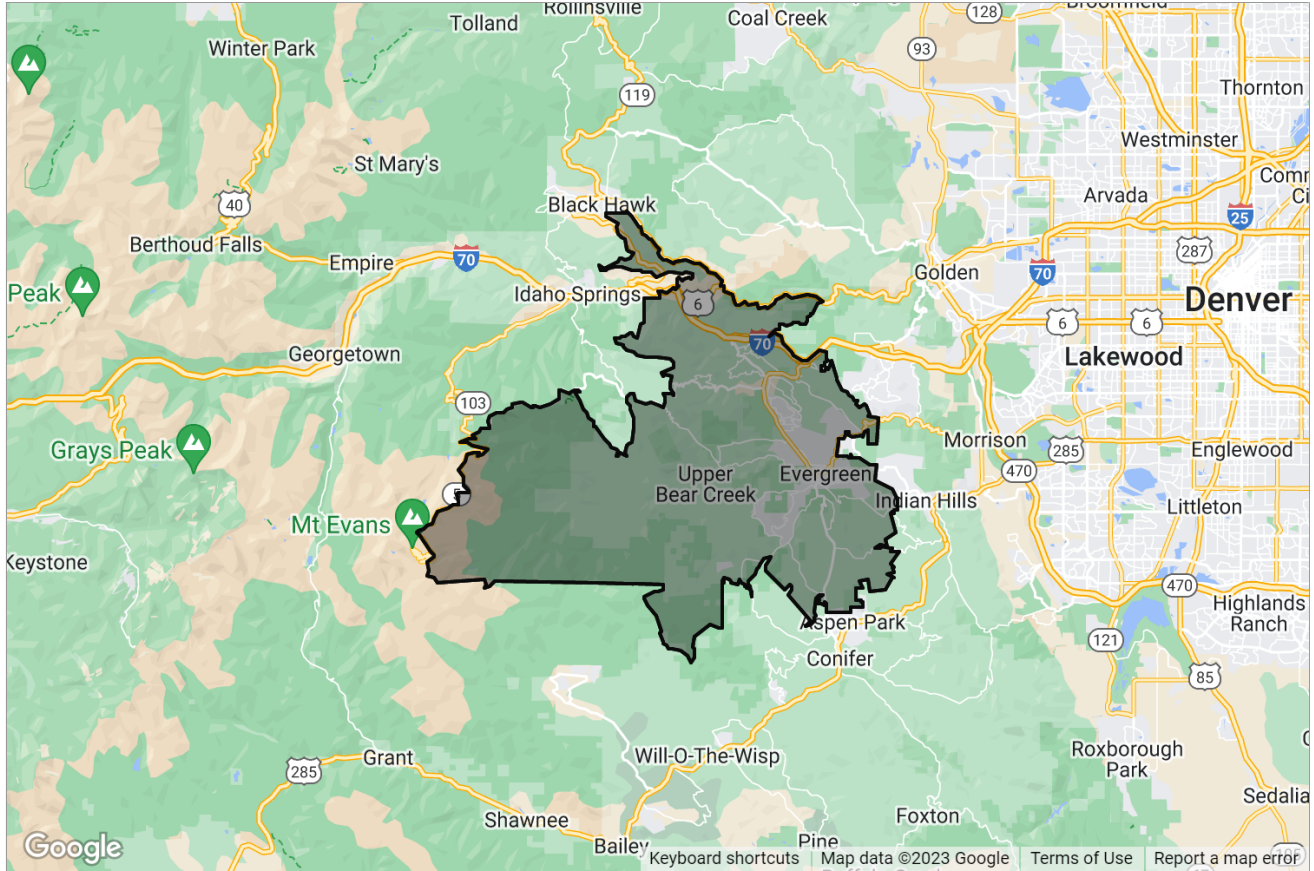 Rollinsville
Tolland
Coal Creek
128
Broomfield
Winter Park
93
119
Thornton
Westminster
St Mary's
Arvada
40
Black Hawk
25
Berthoud Falls
Empire
70
287
Golden
70
Peak
Idaho Springs
6
Denver
6
6
70
Georgetown
Lakewood
103
Grays Peak
Morrison
285
Englewood
470
Upper
Bear Creek
Evergreen
Indian Hills
Littleton
Mt Evans
Keystone
470
Highlands
Ranch
Aspen Park
121
Conifer
85
Grant
Will-O-The-Wisp
Roxborough
Park
285
Sedalia
Shawnee
Foxton
Bailey
Pine
Google
Keyboard shortcuts
Map data ©2023 Google
Terms of Use
Report a map error